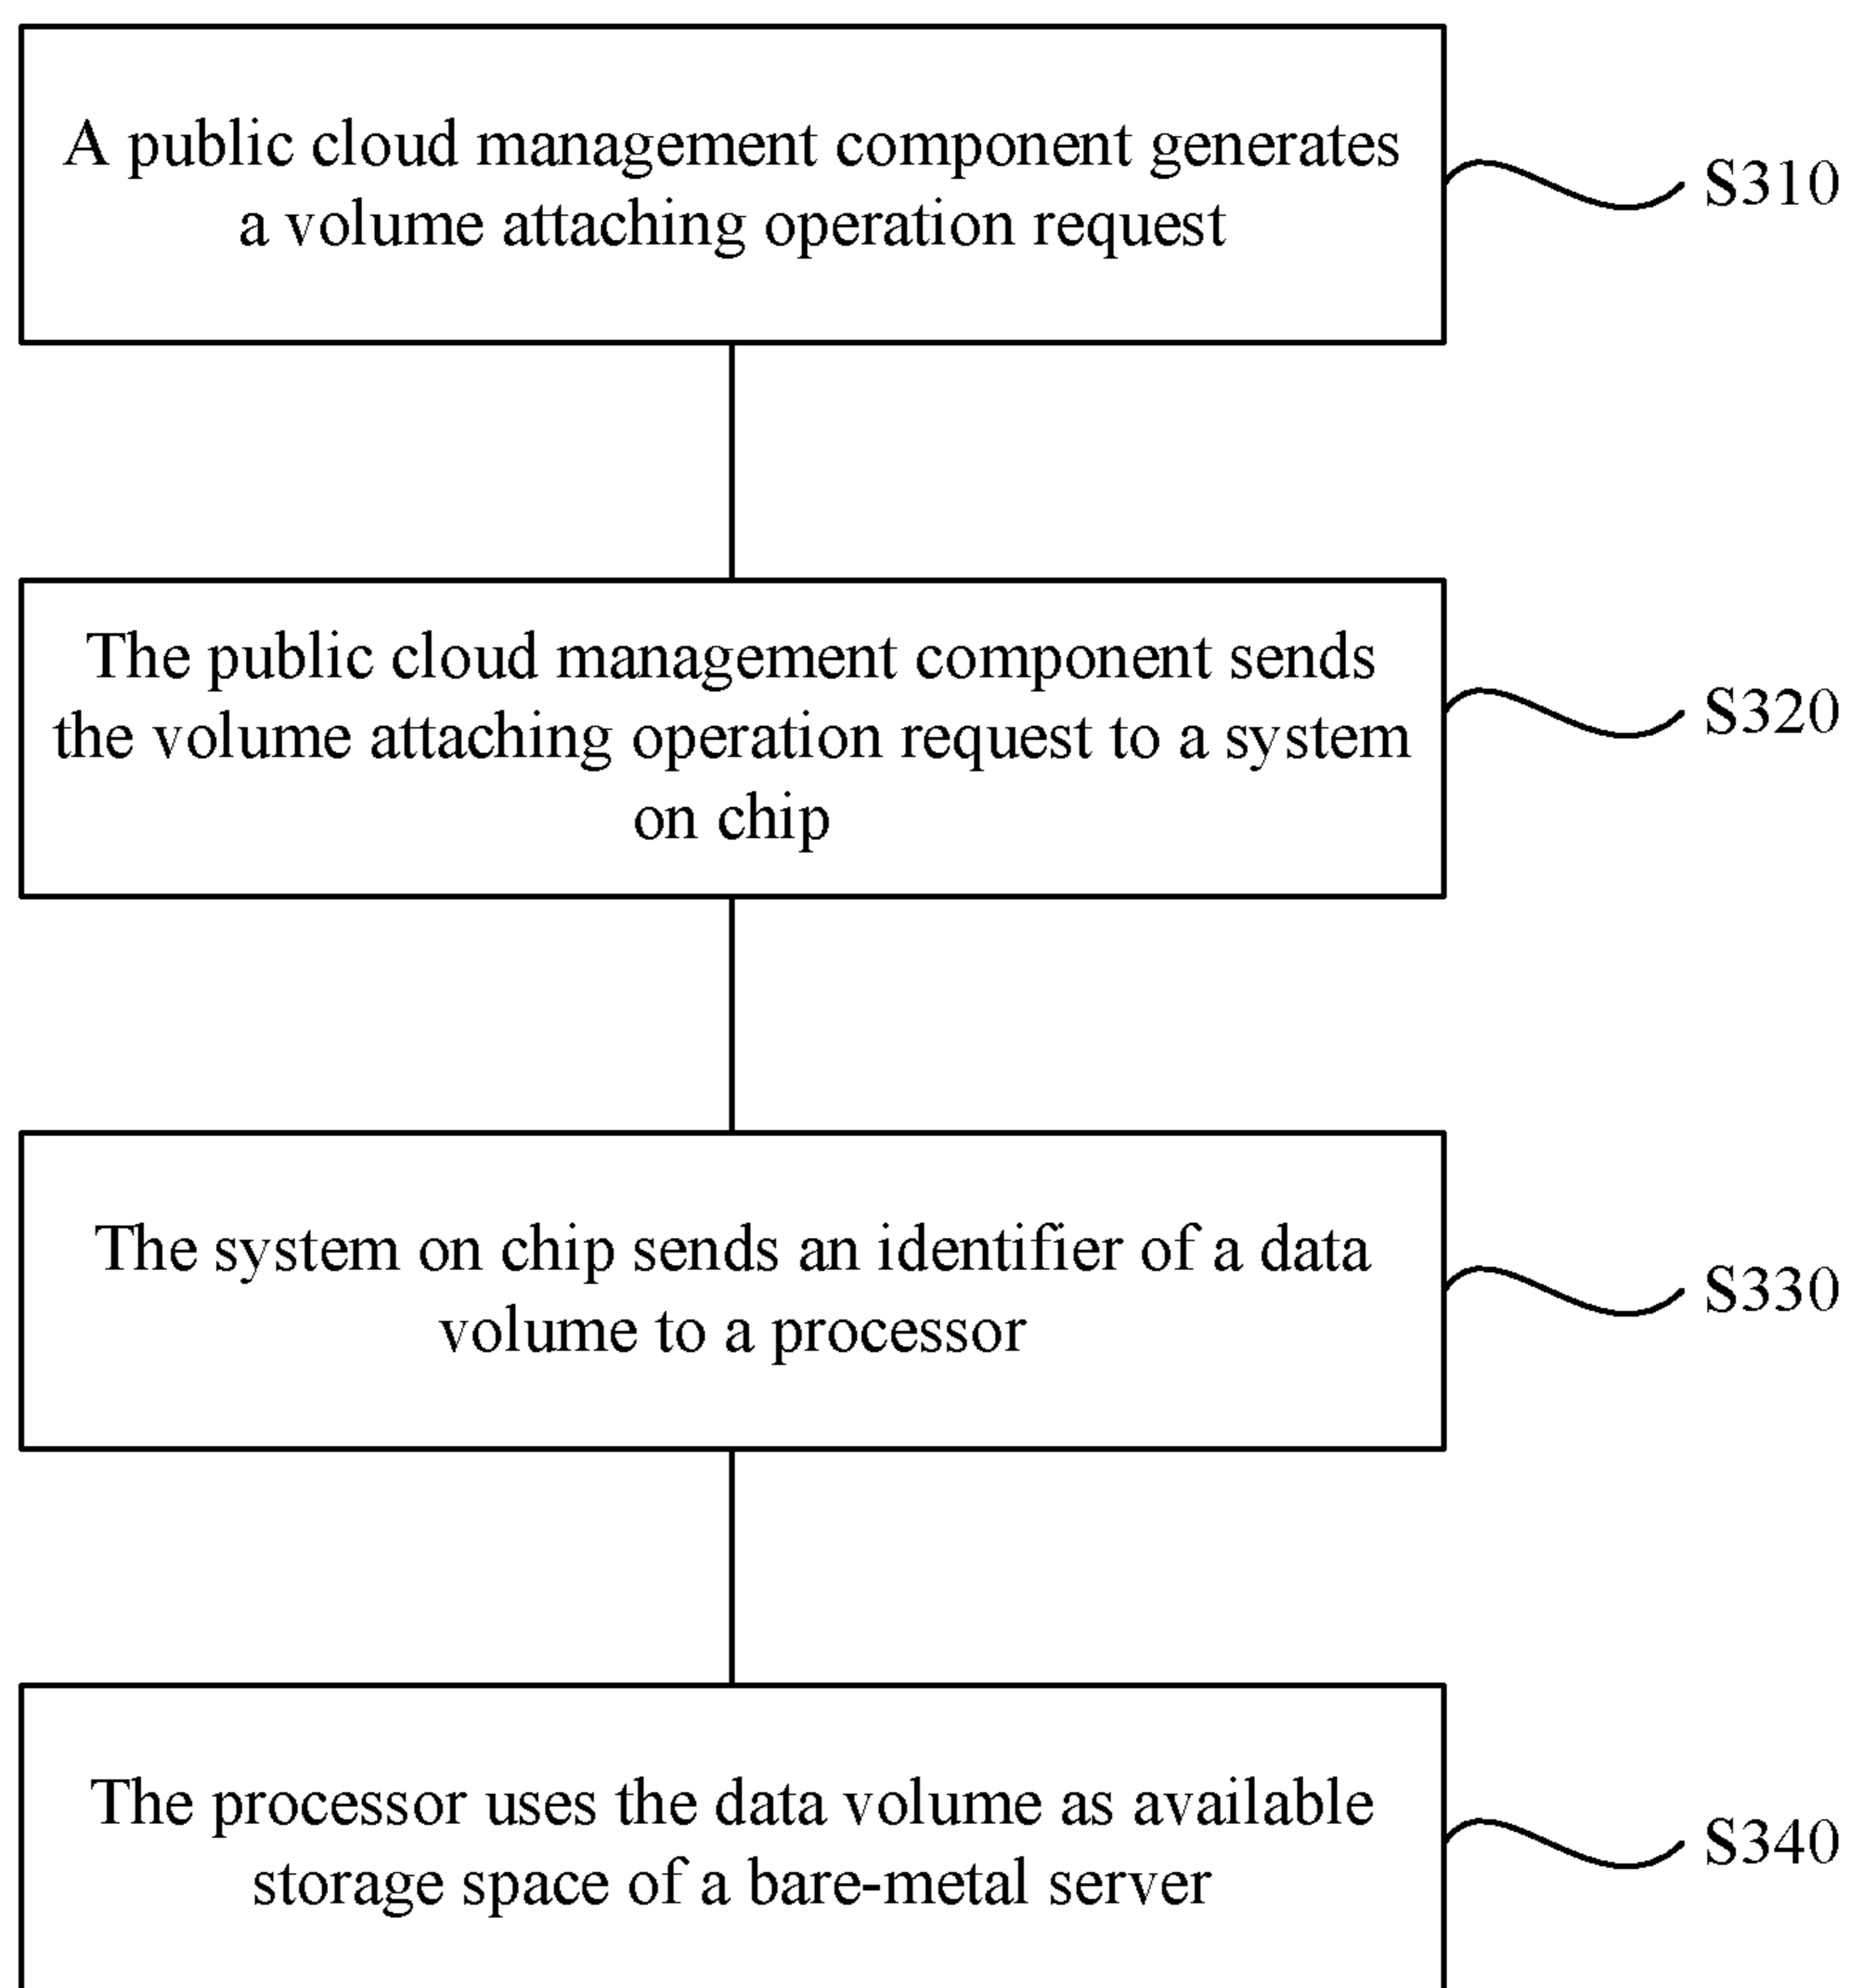 A public cloud management component generates
a volume attaching operation request
S310
The public cloud management component sends
the volume attaching operation request to a system
on chip
S320
The system on chip sends an identifier of a data
volume to a processor
S330
The processor uses the data volume as available
storage space of a bare-metal server
S340